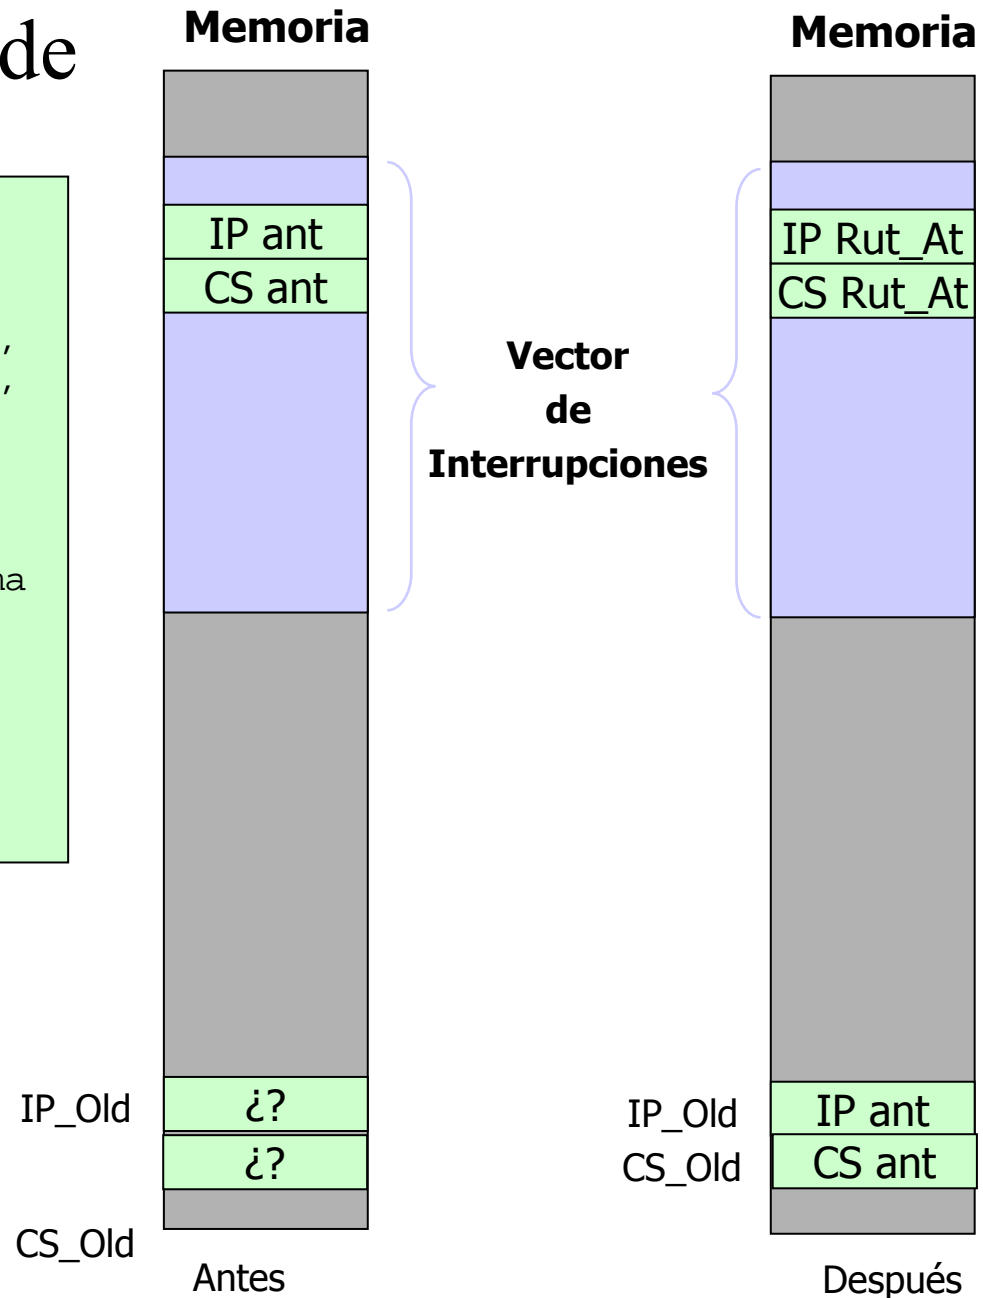 de
,
,
na
Memoria
IP ant
CS ant
Vector
de
Interrupciones
IP_Old
¿?
¿?
CS_Old
Antes
Memoria
IP Rut_At
CS Rut_At
IP_Old
IP ant
CS_Old
CS ant
Después